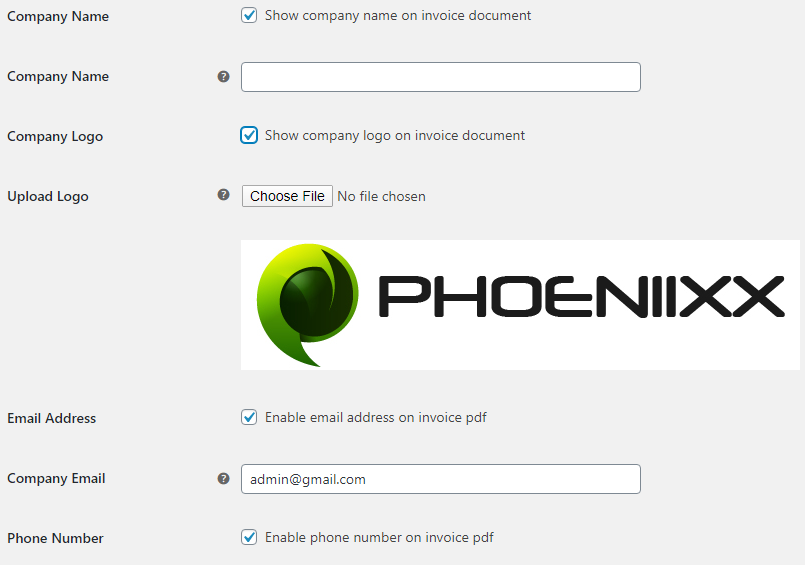 Company Name Show company name on invoice document
Company Name ?
Company Logo Show company logo on invoice document
Upload Logo ? Choose File No file chosen
PHOENIIXX
Email Address Enable email address on invoice pdf
Company Email ? admin@gmail.com
Phone Number Enable phone number on invoice pdf